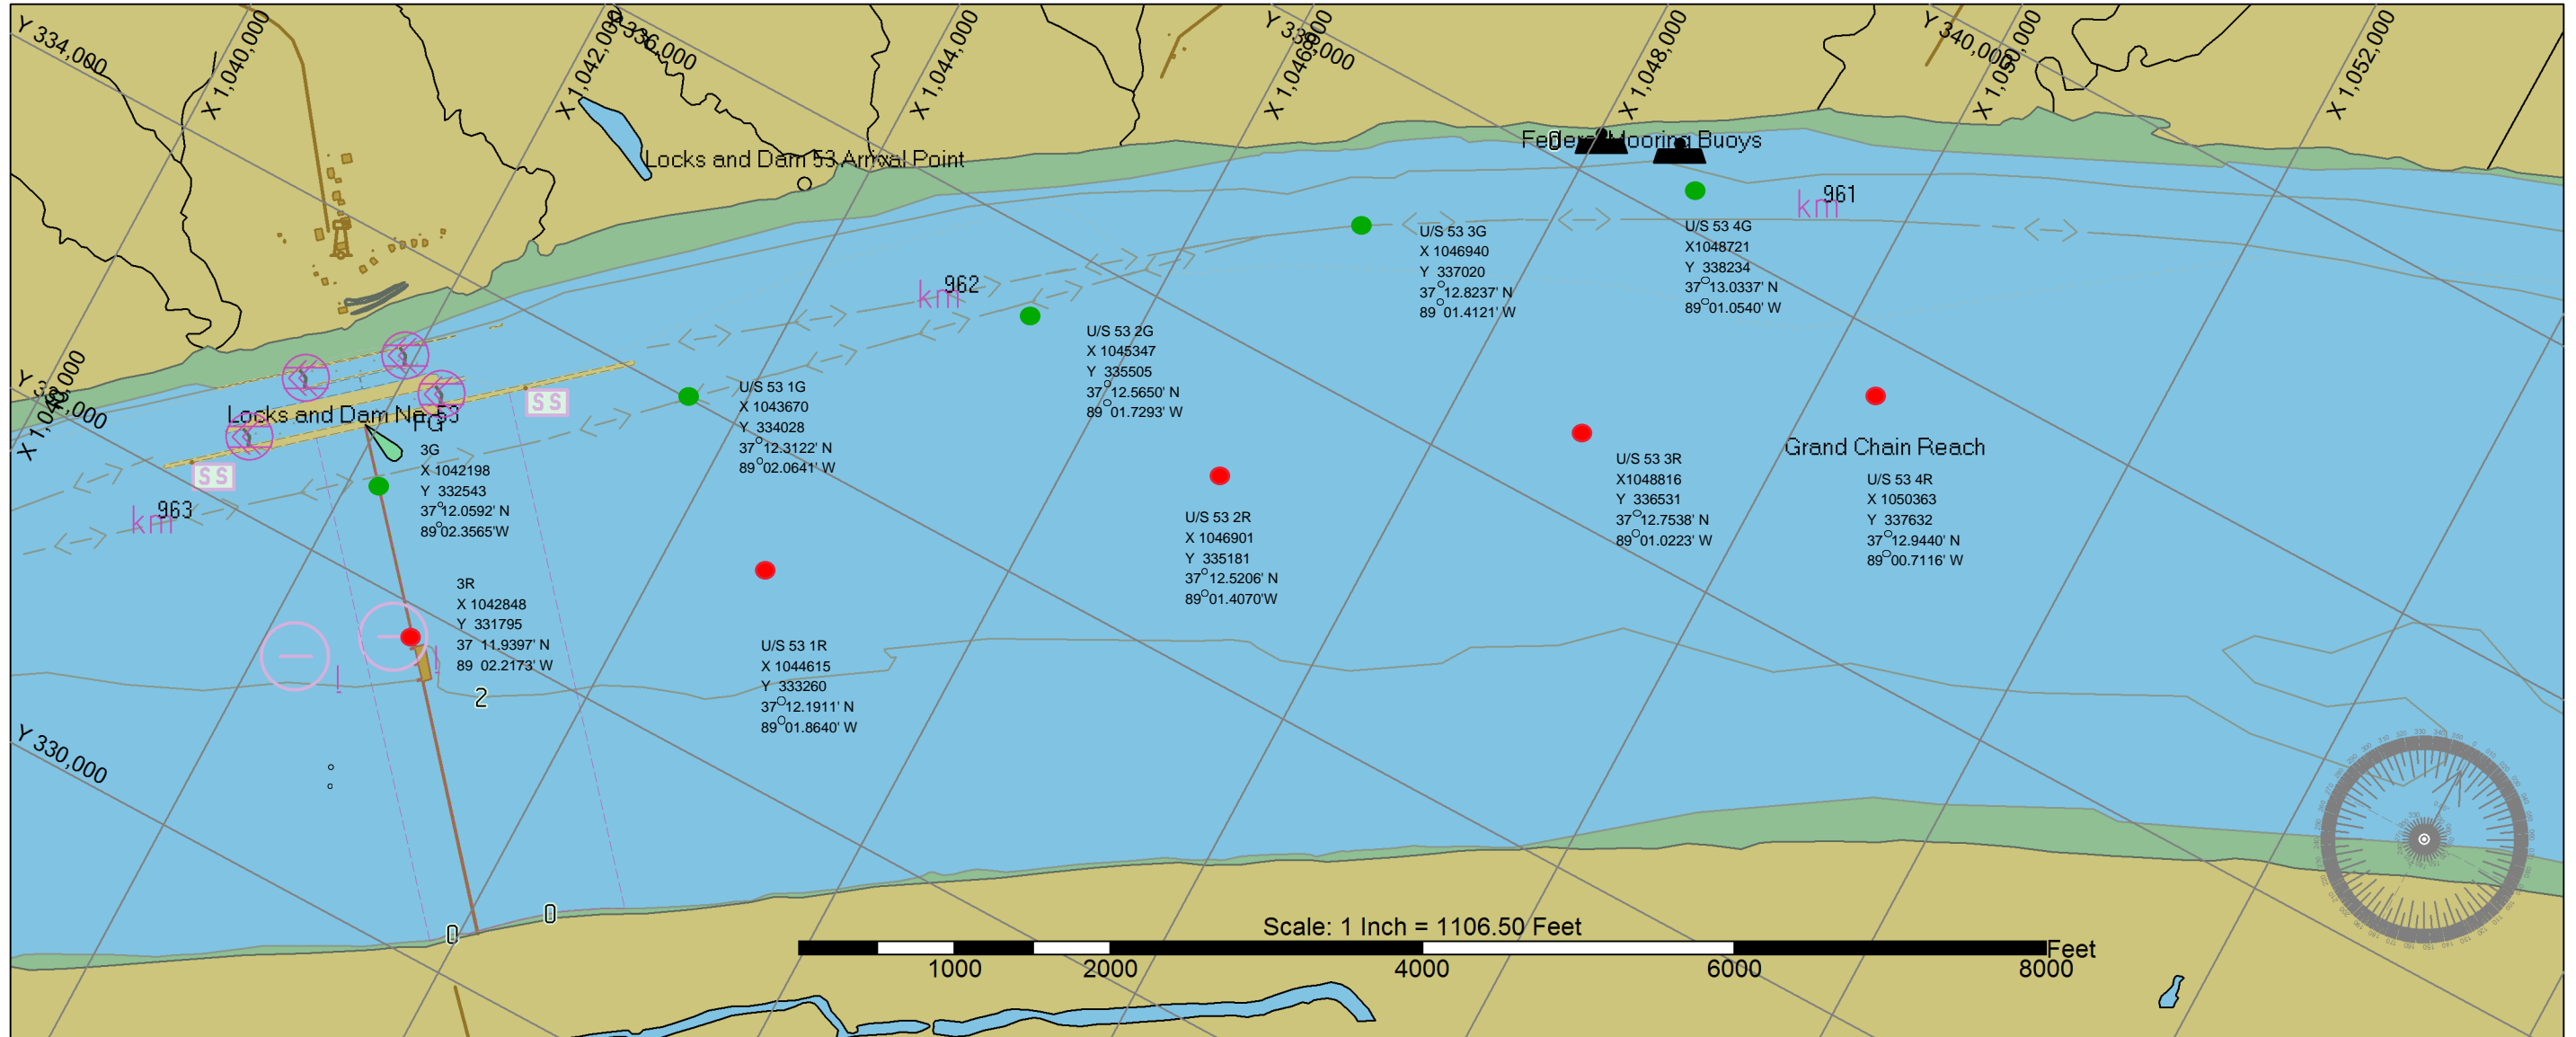 Y 334,000
X 1,040,000
X 1,042,000
Y 336,000
X 1,044,000
Y 338,000
X 1,046,000
X 1,048,000
Y 340,000
X 1,050,000
X 1,052,000
Locks and Dam 53 Arrival Point
0
Federal Mooring Buoys
km 961
U/S 53 3G
X 1046940
Y 337020
37° 12.8237' N
89° 01.4121' W
U/S 53 4G
X1048721
Y 338234
37° 13.0337' N
89° 01.0540' W
km 962
U/S 53 2G
X 1045347
Y 335505
37° 12.5650' N
89° 01.7293' W
U/S 53 1G
X 1043670
Y 334028
37° 12.3122' N
89° 02.0641' W
Locks and Dam No. 53
FG
SS
SS
3G
X 1042198
Y 332543
37° 12.0592' N
89° 02.3565'W
km 963
U/S 53 2R
X 1046901
Y 335181
37° 12.5206' N
89° 01.4070'W
U/S 53 3R
X1048816
Y 336531
37° 12.7538' N
89° 01.0223' W
Grand Chain Reach
U/S 53 4R
X 1050363
Y 337632
37° 12.9440' N
89° 00.7116' W
3R
X 1042848
Y 331795
37 11.9397' N
89 02.2173' W
!
!
2
U/S 53 1R
X 1044615
Y 333260
37° 12.1911' N
89° 01.8640' W
Y 330,000
0
0
Scale: 1 Inch = 1106.50 Feet
Feet
1000 2000 4000 6000 8000